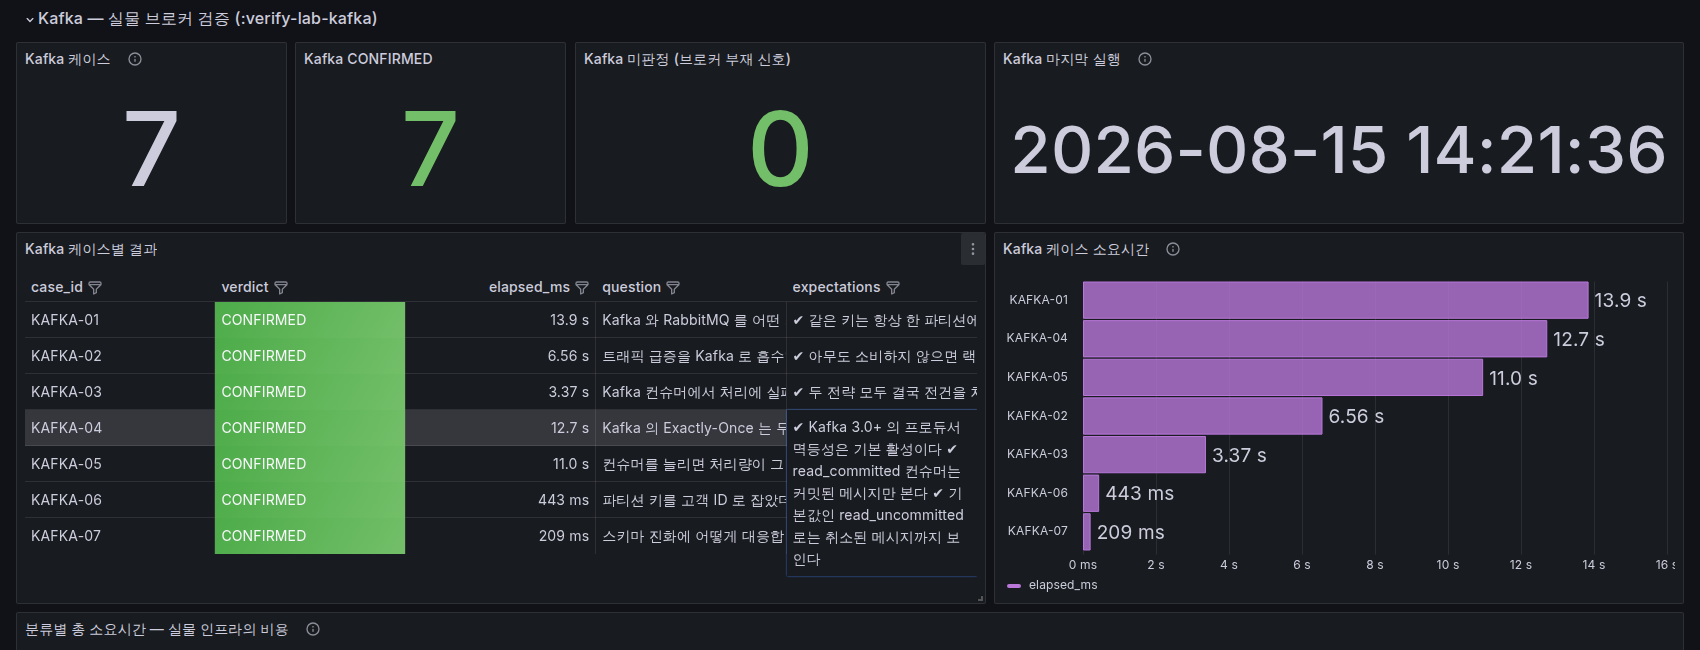 Kafka — 실물 브로커 검증 (:verify-lab-kafka)
Kafka 케이스
7
Kafka CONFIRMED
7
Kafka 미판정 (브로커 부재 신호)
0
Kafka 마지막 실행
2026-08-15 14:21:36
Kafka 케이스별 결과
case_id verdict elapsed_ms question expectations
KAFKA-01 CONFIRMED 13.9 s Kafka 와 RabbitMQ 를 어떤 ✔ 같은 키는 항상 한 파티션에
KAFKA-02 CONFIRMED 6.56 s 트래픽 급증을 Kafka 로 흡수 ✔ 아무도 소비하지 않으면 랙
KAFKA-03 CONFIRMED 3.37 s Kafka 컨슈머에서 처리에 실패 ✔ 두 전략 모두 결국 전건을
KAFKA-04 CONFIRMED 12.7 s Kafka 의 Exactly-Once 는
✔ Kafka 3.0+ 의 프로듀서
멱등성은 기본 활성이다 ✔
read_committed 컨슈머는
커밋된 메시지만 본다 ✔ 기
본값인 read_uncommitted
로는 취소된 메시지까지 보
인다
KAFKA-05 CONFIRMED 11.0 s 컨슈머를 늘리면 처리량이 그
KAFKA-06 CONFIRMED 443 ms 파티션 키를 고객 ID 로 잡았더
KAFKA-07 CONFIRMED 209 ms 스키마 진화에 어떻게 대응합
Kafka 케이스 소요시간
KAFKA-01 13.9 s
KAFKA-04 12.7 s
KAFKA-05 11.0 s
KAFKA-02 6.56 s
KAFKA-03 3.37 s
KAFKA-06 443 ms
KAFKA-07 209 ms
0 ms 2 s 4 s 6 s 8 s 10 s 12 s 14 s 16 s
elapsed_ms
분류별 총 소요시간 — 실물 인프라의 비용